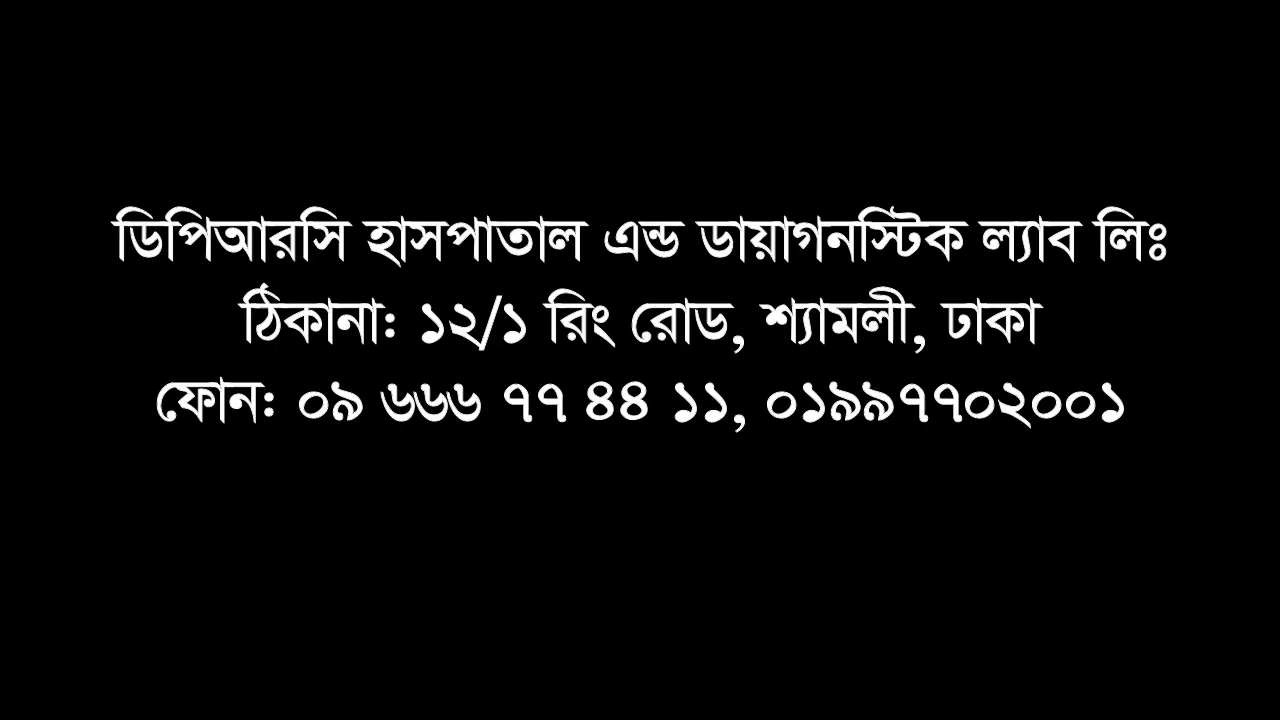 ডিপিআরসি হাসপাতাল এন্ড ডায়াগনস্টিক ল্যাব লিঃ
ঠিকানাঃ ১২/১ রিং রোড, শ্যামলী, ঢাকা
ফোনঃ ০৯ ৬৬৬ ৭৭ ৪৪ ১১, ০১৯৯৭৭০২০০১